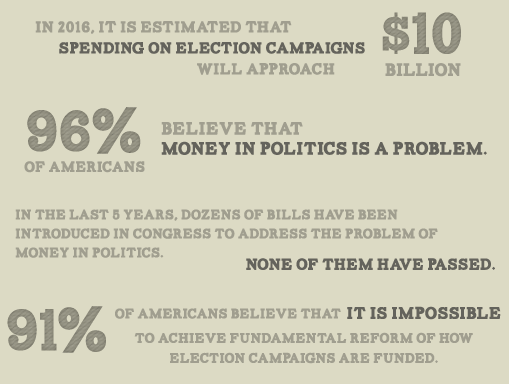 IN 2016, IT IS ESTIMATED THAT
SPENDING ON ELECTION CAMPAIGNS
WILL APPROACH
$10
BILLION
96%
OF AMERICANS
BELIEVE THAT
MONEY IN POLITICS IS A PROBLEM.
IN THE LAST 5 YEARS, DOZENS OF BILLS HAVE BEEN
INTRODUCED IN CONGRESS TO ADDRESS THE PROBLEM OF
MONEY IN POLITICS.
NONE OF THEM HAVE PASSED.
91%
OF AMERICANS BELIEVE THAT IT IS IMPOSSIBLE
TO ACHIEVE FUNDAMENTAL REFORM OF HOW
ELECTION CAMPAIGNS ARE FUNDED.